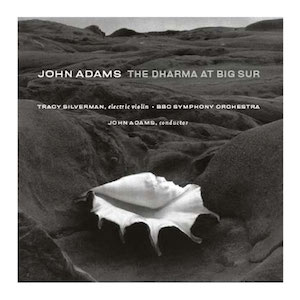 JOHN ADAMS THE DHARMA AT BIG SUR
TRACY SILVERMAN, electric violin • BBC SYMPHONY ORCHESTRA
JOHN ADAMS, conductor